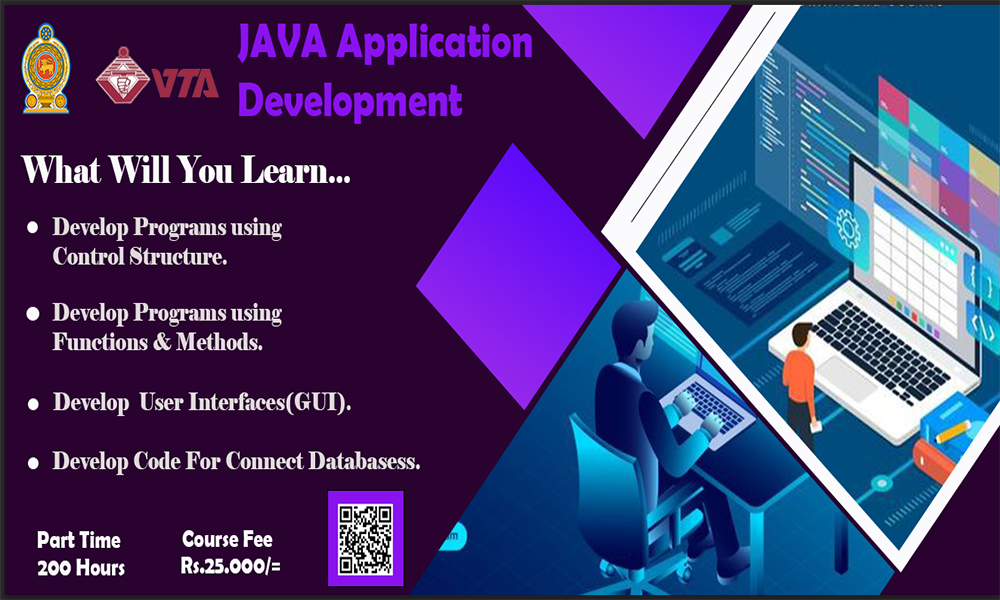 VTA
JAVA Application
Development
What Will You Learn...
Develop Programs using
Control Structure.
Develop Programs using
Functions & Methods.
Develop  User Interfaces(GUI).
Develop Code For Connect Databasess.
Part Time
200 Hours
Course Fee
Rs.25.000/=